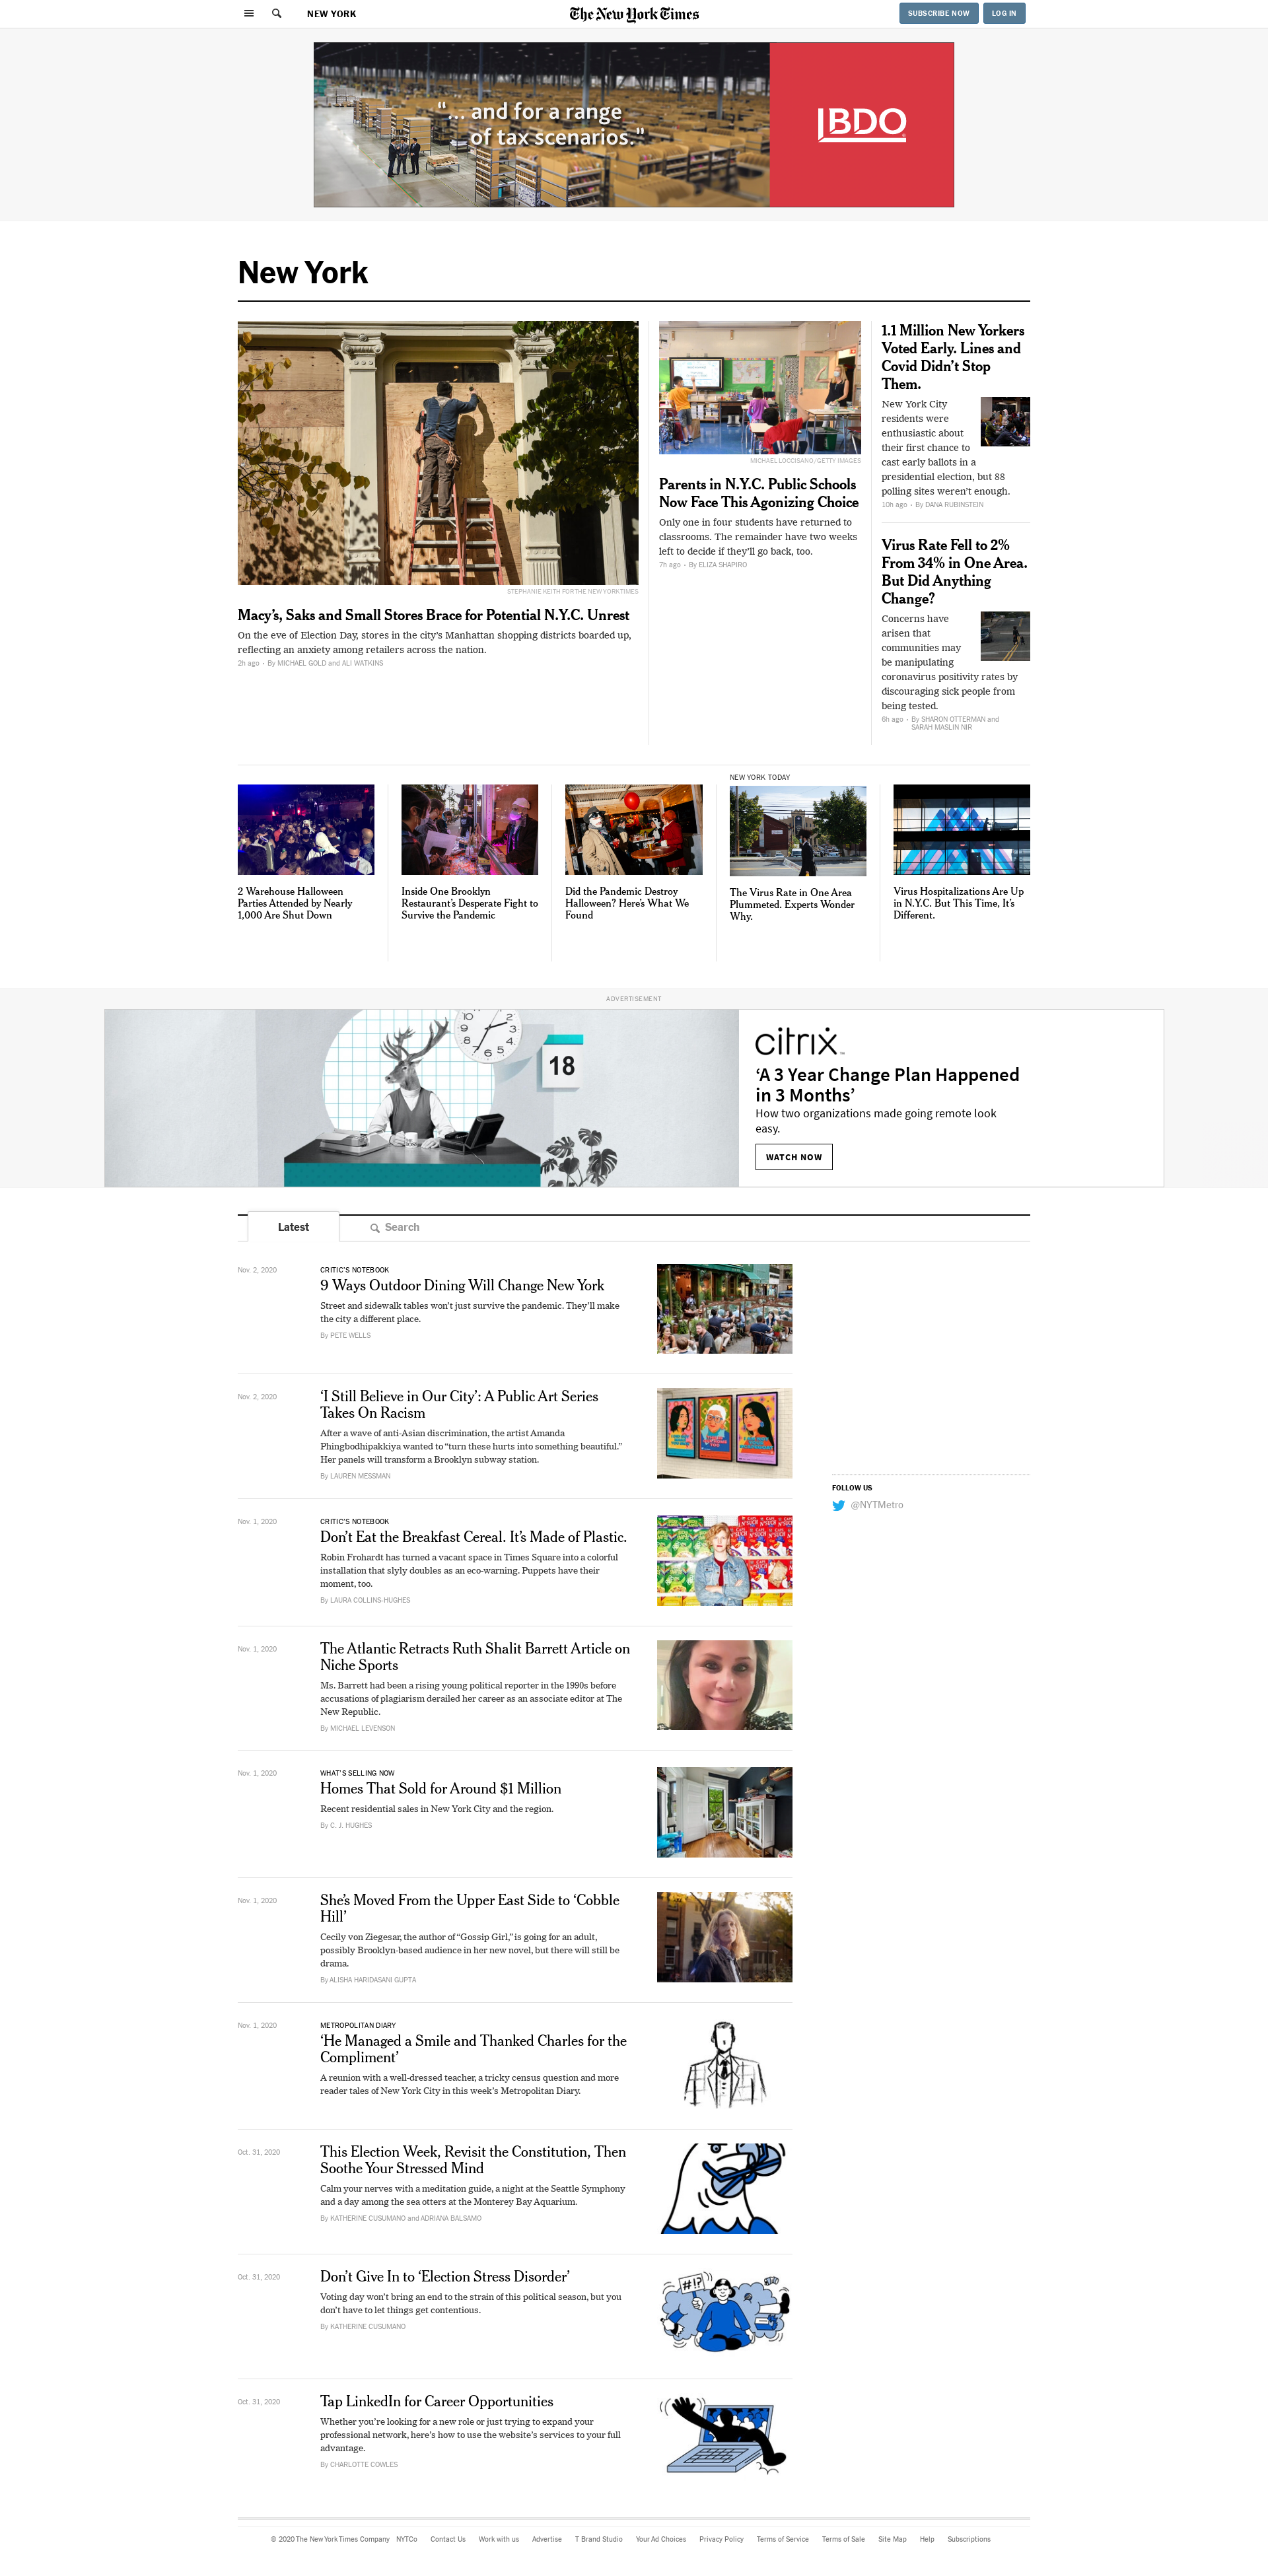 NEW YORK
The New York Times
SUBSCRIBE NOW
LOG IN
"... and for a range
of tax scenarios."
BDO
New York
STEPHANIE KEITH FOR THE NEW YORK TIMES
Macy's, Saks and Small Stores Brace for Potential N.Y.C. Unrest
On the eve of Election Day, stores in the city's Manhattan shopping districts boarded up,
reflecting an anxiety among retailers across the nation.
2h ago · By MICHAEL GOLD and ALI WATKINS
MICHAEL LOCCISANO/GETTY IMAGES
Parents in N.Y.C. Public Schools
Now Face This Agonizing Choice
Only one in four students have returned to
classrooms. The remainder have two weeks
left to decide if they'll go back, too.
7h ago · By ELIZA SHAPIRO
1.1 Million New Yorkers
Voted Early. Lines and
Covid Didn't Stop
Them.
New York City
residents were
enthusiastic about
their first chance to
cast early ballots in a
presidential election, but 88
polling sites weren't enough.
10h ago · By DANA RUBINSTEIN
Virus Rate Fell to 2%
From 34% in One Area.
But Did Anything
Change?
Concerns have
arisen that
communities may
be manipulating
coronavirus positivity rates by
discouraging sick people from
being tested.
6h ago · By SHARON OTTERMAN and
SARAH MASLIN NIR
2 Warehouse Halloween
Parties Attended by Nearly
1,000 Are Shut Down
Inside One Brooklyn
Restaurant's Desperate Fight to
Survive the Pandemic
Did the Pandemic Destroy
Halloween? Here's What We
Found
NEW YORK TODAY
The Virus Rate in One Area
Plummeted. Experts Wonder
Why.
Virus Hospitalizations Are Up
in N.Y.C. But This Time, It's
Different.
ADVERTISEMENT
18
citrix
'A 3 Year Change Plan Happened
in 3 Months'
How two organizations made going remote look
easy.
WATCH NOW
Latest
Search
Nov. 2, 2020
CRITIC'S NOTEBOOK
9 Ways Outdoor Dining Will Change New York
Street and sidewalk tables won't just survive the pandemic. They'll make
the city a different place.
By PETE WELLS
Nov. 2, 2020
'I Still Believe in Our City': A Public Art Series
Takes On Racism
After a wave of anti-Asian discrimination, the artist Amanda
Phingbodhipakkiya wanted to "turn these hurts into something beautiful."
Her panels will transform a Brooklyn subway station.
By LAUREN MESSMAN
FOLLOW US
@NYTMetro
Nov. 1, 2020
CRITIC'S NOTEBOOK
Don't Eat the Breakfast Cereal. It's Made of Plastic.
Robin Frohardt has turned a vacant space in Times Square into a colorful
installation that slyly doubles as an eco-warning. Puppets have their
moment, too.
By LAURA COLLINS-HUGHES
Nov. 1, 2020
The Atlantic Retracts Ruth Shalit Barrett Article on
Niche Sports
Ms. Barrett had been a rising young political reporter in the 1990s before
accusations of plagiarism derailed her career as an associate editor at The
New Republic.
By MICHAEL LEVENSON
Nov. 1, 2020
WHAT'S SELLING NOW
Homes That Sold for Around $1 Million
Recent residential sales in New York City and the region.
By C. J. HUGHES
Nov. 1, 2020
She's Moved From the Upper East Side to 'Cobble
Hill'
Cecily von Ziegesar, the author of "Gossip Girl," is going for an adult,
possibly Brooklyn-based audience in her new novel, but there will still be
drama.
By ALISHA HARIDASANI GUPTA
Nov. 1, 2020
METROPOLITAN DIARY
'He Managed a Smile and Thanked Charles for the
Compliment'
A reunion with a well-dressed teacher, a tricky census question and more
reader tales of New York City in this week's Metropolitan Diary.
Oct. 31, 2020
This Election Week, Revisit the Constitution, Then
Soothe Your Stressed Mind
Calm your nerves with a meditation guide, a night at the Seattle Symphony
and a day among the sea otters at the Monterey Bay Aquarium.
By KATHERINE CUSUMANO and ADRIANA BALSAMO
Oct. 31, 2020
Don't Give In to 'Election Stress Disorder'
Voting day won't bring an end to the strain of this political season, but you
don't have to let things get contentious.
By KATHERINE CUSUMANO
#!?
Oct. 31, 2020
Tap LinkedIn for Career Opportunities
Whether you're looking for a new role or just trying to expand your
professional network, here's how to use the website's services to your full
advantage.
By CHARLOTTE COWLES
© 2020 The New York Times Company NYTCo Contact Us Work with us Advertise T Brand Studio Your Ad Choices Privacy Policy Terms of Service Terms of Sale Site Map Help Subscriptions